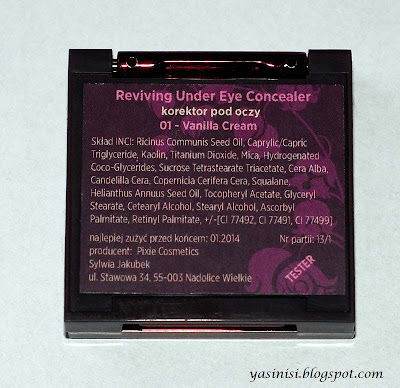 Reviving Under Eye Concealer
korektor pod oczy
01 - Vanilla Cream
Skład INCI: Ricinus Communis Seed Oil, Caprylic/Capric
Triglyceride, Kaolin, Titanium Dioxide, Mica, Hydrogenated
Coco-Glycerides, Sucrose Tetrastearate Triacetate, Cera Alba,
Candelilla Cera, Copernicia Cerifera Cera, Squalane,
Helianthus Annuus Seed Oil, Tocopheryl Acetate, Glyceryl
Stearate, Cetearyl Alcohol, Stearyl Alcohol, Ascorbyl
Palmitate, Retinyl Palmitate, +/-[CI 77492, CI 77491, CI 77499]
najlepiej zużyć przed końcem: 01.2014 Nr partii: 13/1
producent: Pixie Cosmetics
Sylwia Jakubek
ul. Stawowa 34, 55-003 Nadolice Wielkie
TESTER
yasinisi.blogspot.com